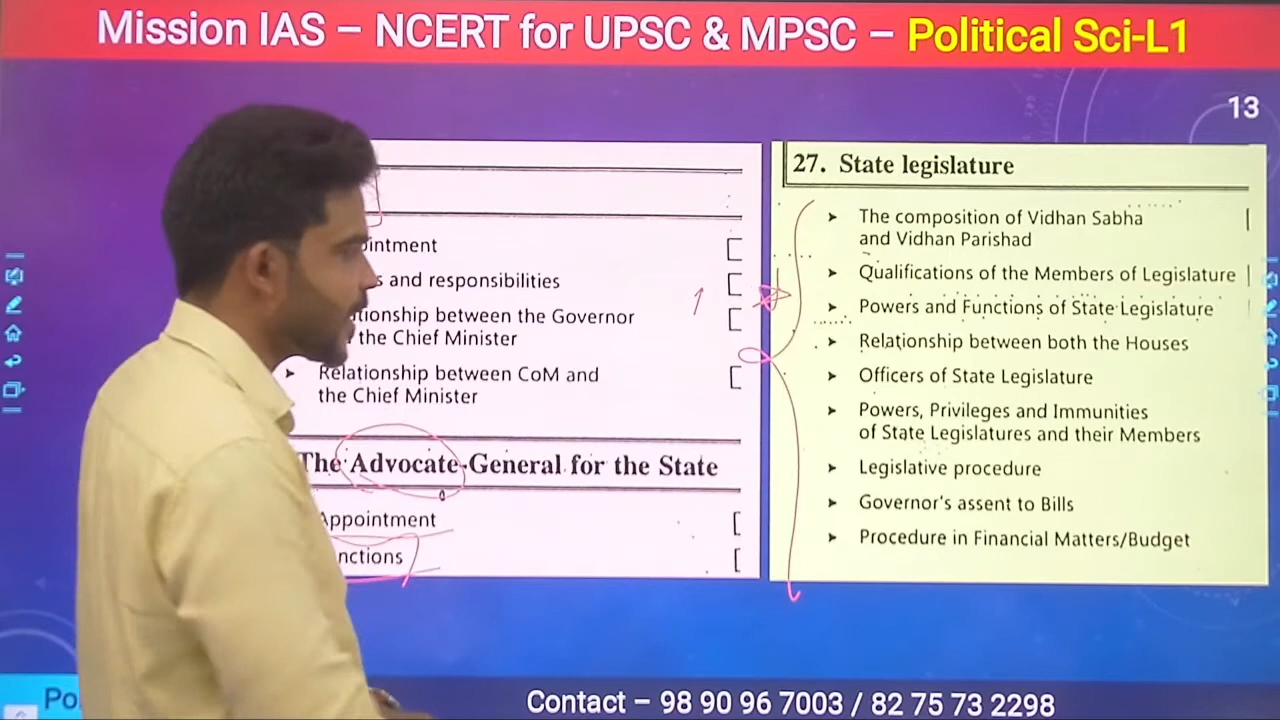 Mission IAS – NCERT for UPSC & MPSC – Political Sci-L1
13
and responsibilities
between the Governor
the Chief Minister
➤ Relationship between CoM and
the Chief Minister
The Advocate-General for the State
Appointment
27. State legislature
➤ The composition of Vidhan Sabha
and Vidhan Parishad
➤ Qualifications of the Members of Legislature
➤ Powers and Functions of State Legislature
➤ Relationship between both the Houses
➤ Officers of State Legislature
➤ Powers, Privileges and Immunities
of State Legislatures and their Members
➤ Legislative procedure
➤ Governor's assent to Bills
➤ Procedure in Financial Matters/Budget
Contact – 98 90 96 7003 / 82 75 73 2298